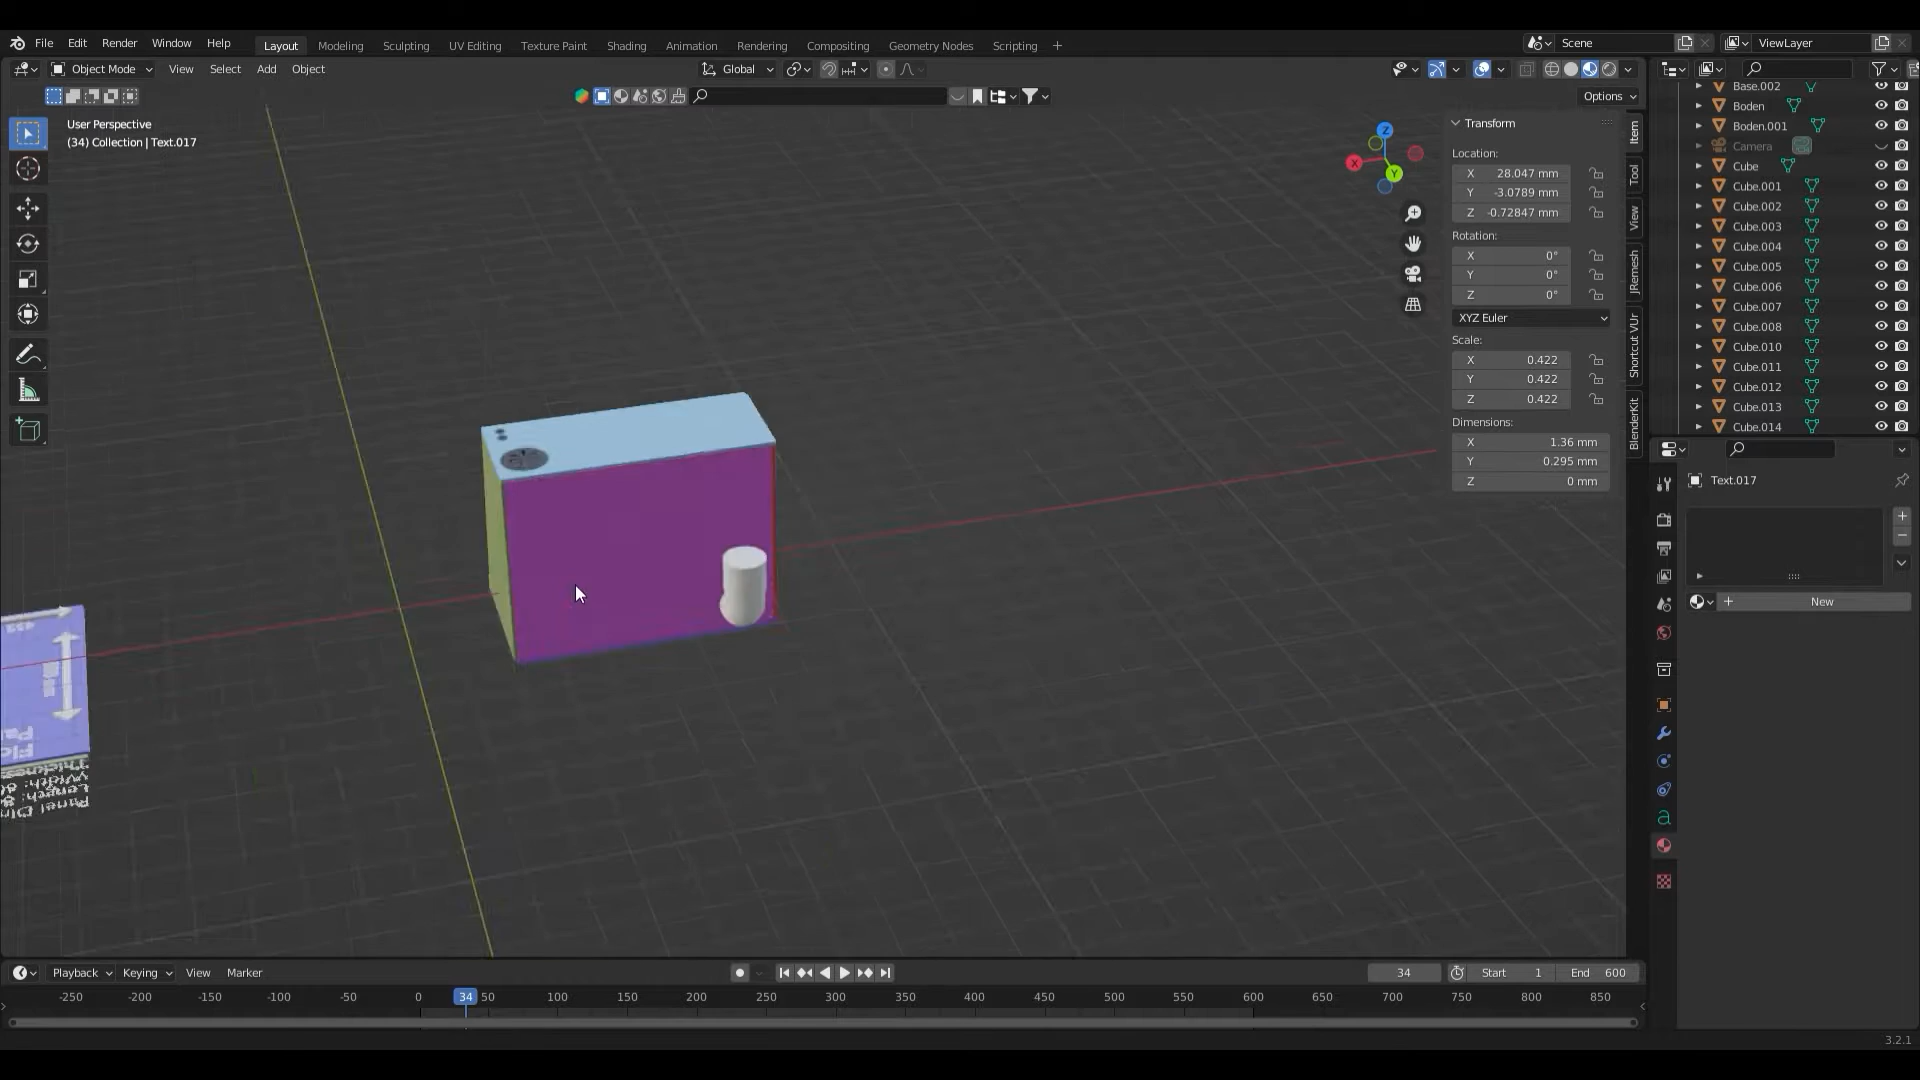 File Edit Render Window Help
Layout Modeling Sculpting UV Editing Texture Paint Shading Animation Rendering Compositing Geometry Nodes Scripting +
Scene
ViewLayer
Object Mode View Select Add Object
Global
Options
User Perspective
(34) Collection | Text.017
Z
X
Y
Transform
Location:
X 28.047 mm
Y -3.0789 mm
Z -0.72847 mm
Rotation:
X 0°
Y 0°
Z 0°
XYZ Euler
Scale:
X 0.422
Y 0.422
Z 0.422
Dimensions:
X 1.36 mm
Y 0.295 mm
Z 0 mm
Item
Tool
View
JRemesh
Shortcut VUr
BlenderKit
Base.002
Boden
Boden.001
Camera
Cube
Cube.001
Cube.002
Cube.003
Cube.004
Cube.005
Cube.006
Cube.007
Cube.008
Cube.010
Cube.011
Cube.012
Cube.013
Cube.014
Text.017
+ New
Playback Keying View Marker
34
Start 1
End 600
-250 -200 -150 -100 -50 0 34 50 100 150 200 250 300 350 400 450 500 550 600 650 700 750 800 850
3.2.1